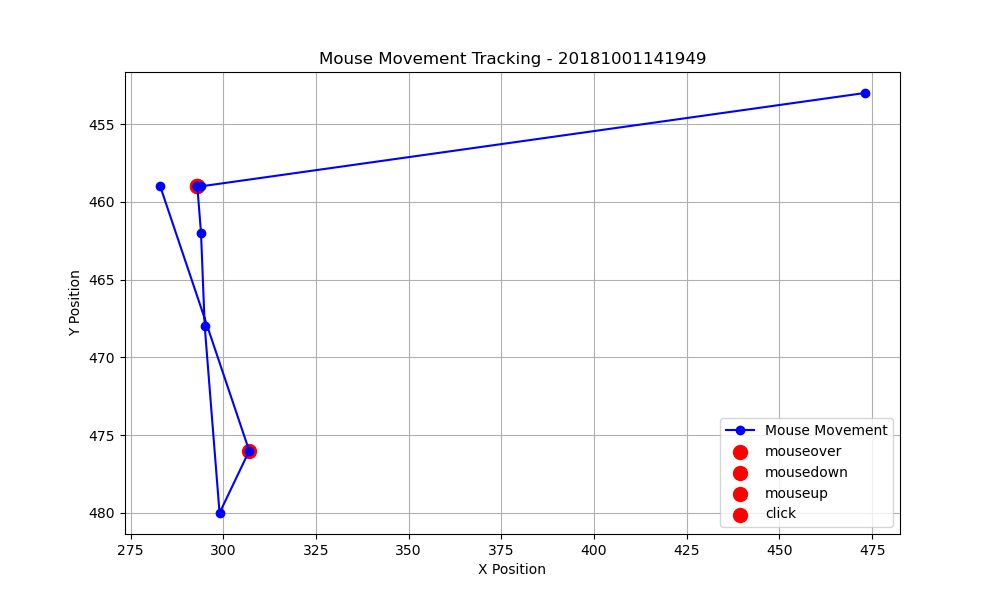 Mouse Movement Tracking - 20181001141949
455
460
465
470
475
480
Y Position
275
300
325
350
375
400
425
450
475
X Position
Mouse Movement
mouseover
mousedown
mouseup
click